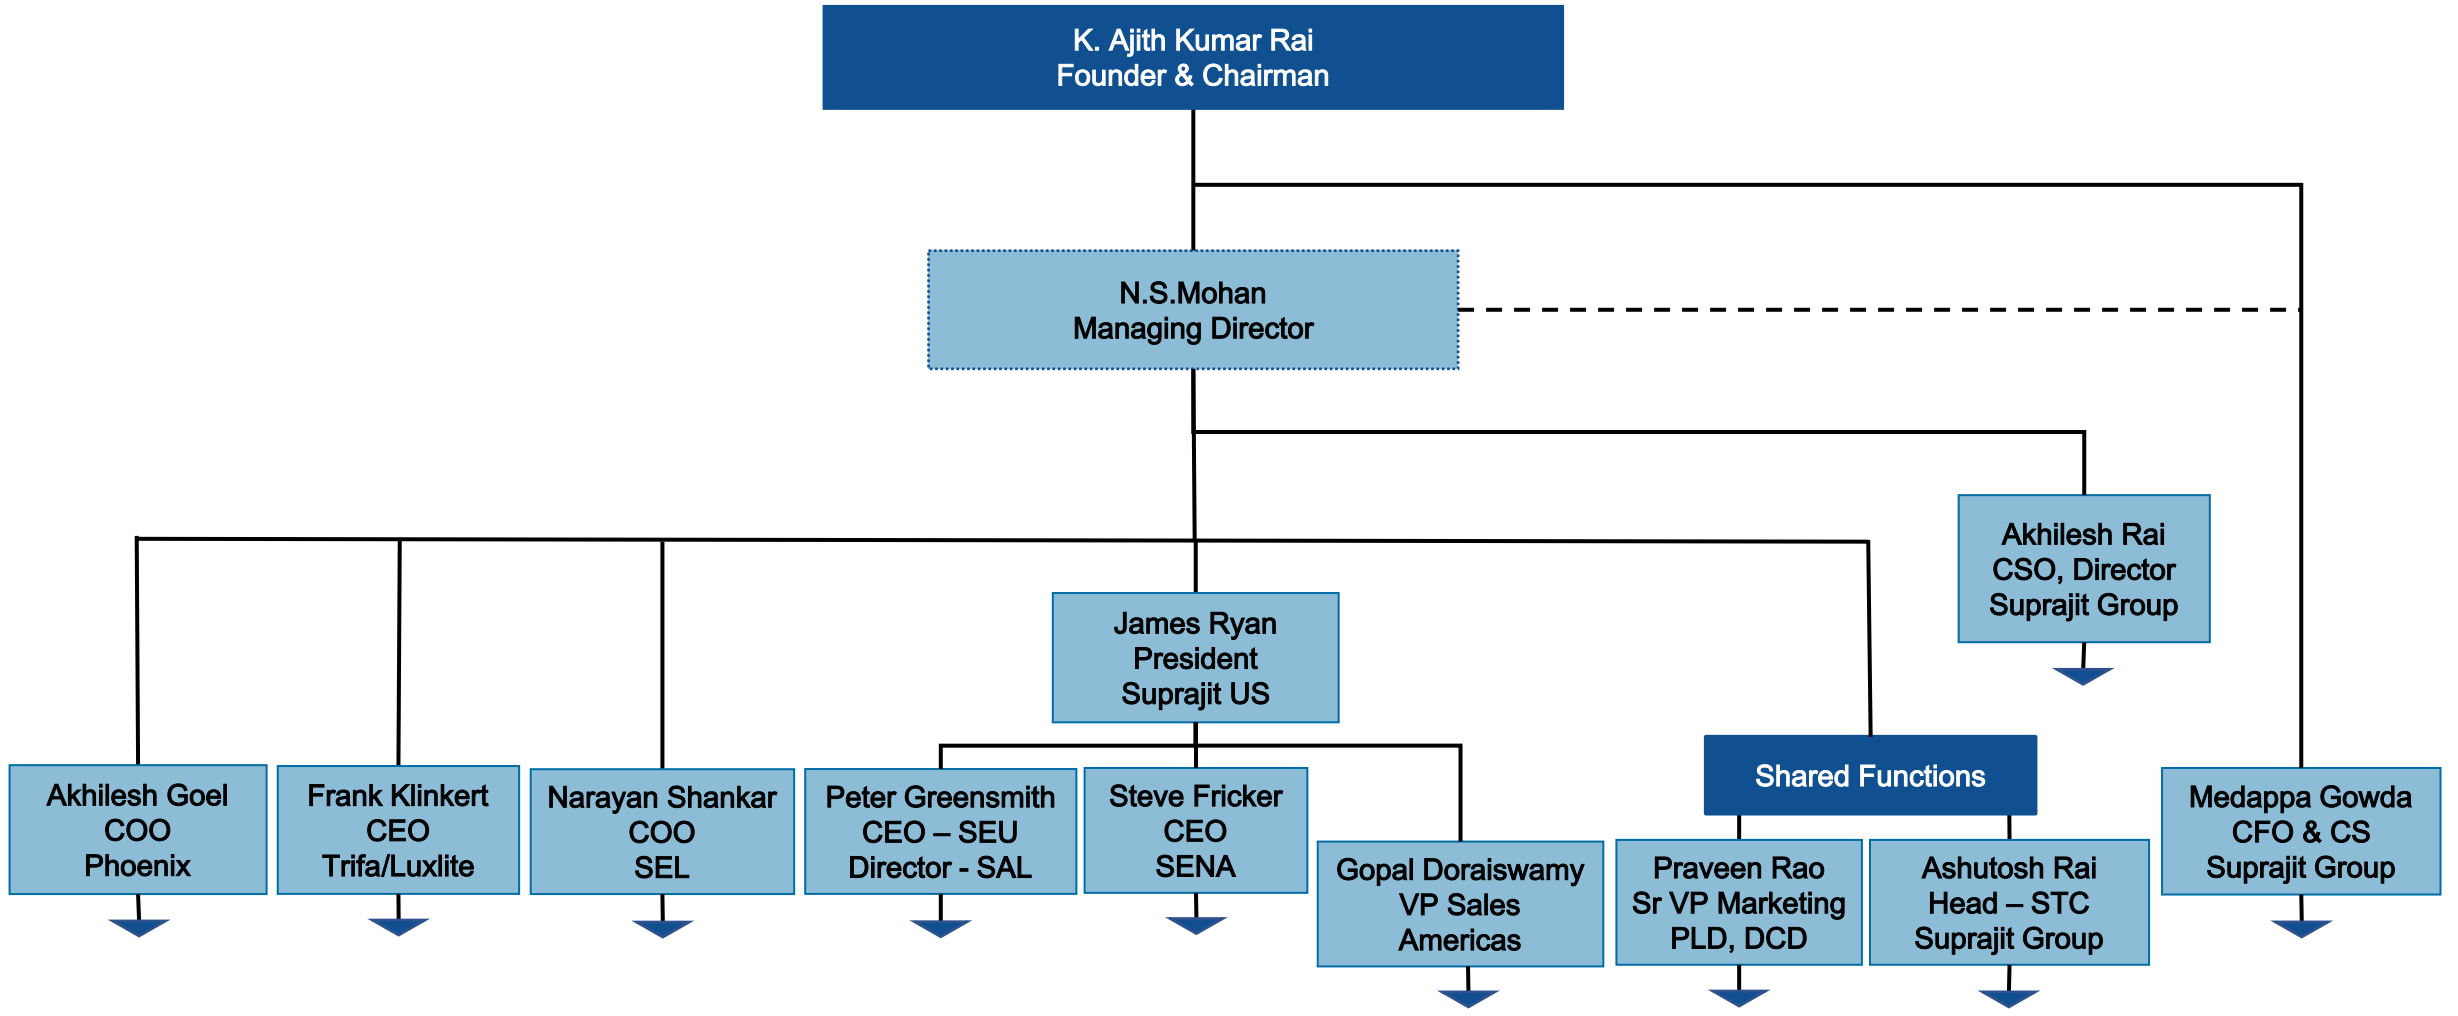 K. Ajith Kumar Rai
Founder & Chairman
N.S.Mohan
Managing Director
Akhilesh Rai
CSO, Director
Suprajit Group
James Ryan
President
Suprajit US
Shared Functions
Akhilesh Goel
COO
Phoenix
Frank Klinkert
CEO
Trifa/Luxlite
Narayan Shankar
COO
SEL
Peter Greensmith
CEO – SEU
Director - SAL
Steve Fricker
CEO
SENA
Gopal Doraiswamy
VP Sales
Americas
Praveen Rao
Sr VP Marketing
PLD, DCD
Ashutosh Rai
Head – STC
Suprajit Group
Medappa Gowda
CFO & CS
Suprajit Group